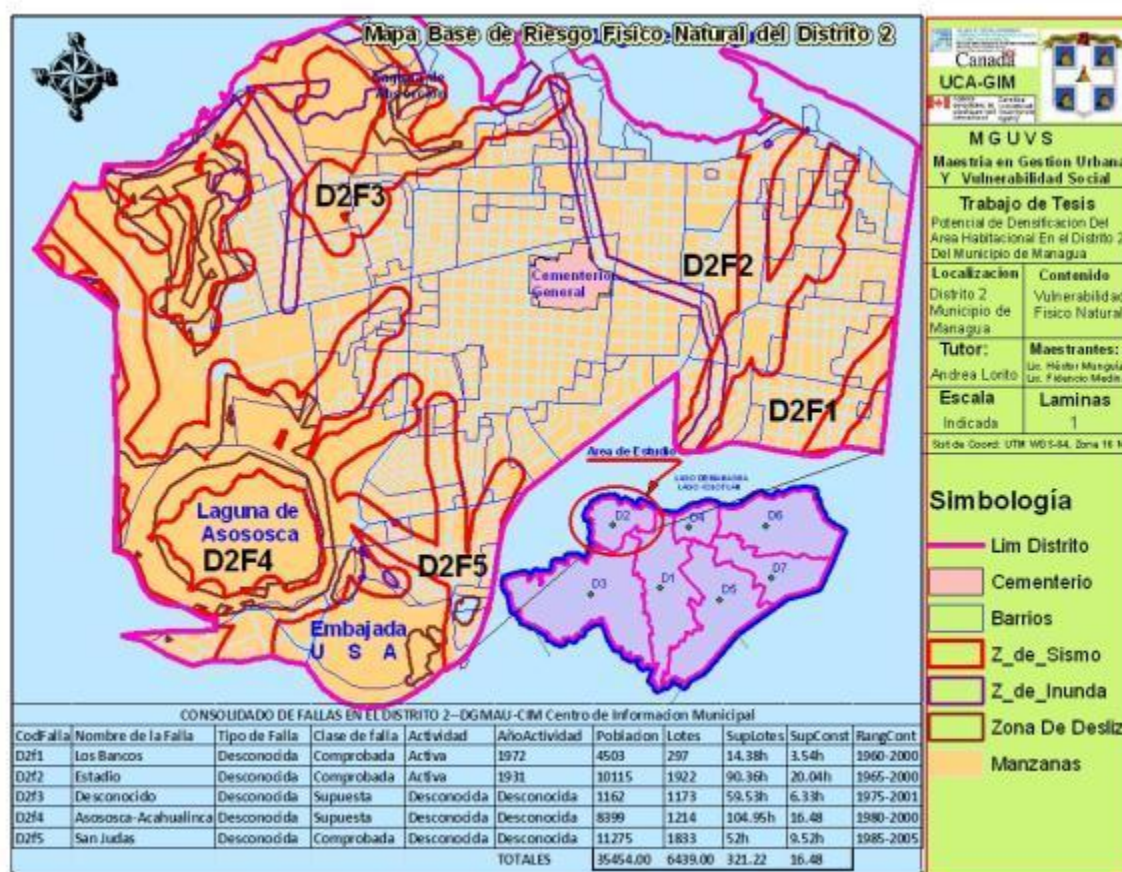 Mapa Base de Riesgo Fisico Natural del Distrito 2
D2F3
Cementerio
General
D2F2
D2F1
Laguna de
Asososca
D2F4
D2F5
Embajada
U S A
Area de Estudio
D2
D4
D6
D3
D1
D5
D7
CONSOLIDADO DE FALLAS EN EL DISTRITO 2--DGMAU-CIM Centro de Informacion Municipal
CodFalla Nombre de la Falla Tipo de Falla Clase de falla Actividad AñoActividad Poblacion Lotes SupLotes SupConst RangCont
D2f1 Los Bancos Desconocida Comprobada Activa 1972 4503 297 14.38h 3.54h 1960-2000
D2f2 Estadio Desconocida Comprobada Activa 1931 10115 1922 90.36h 20.04h 1965-2000
D2f3 Desconocido Desconocida Supuesta Desconocida Desconocida 1162 1173 59.53h 6.33h 1975-2001
D2f4 Asososca-Acahualinca Desconocida Supuesta Desconocida Desconocida 8399 1214 104.95h 16.48 1980-2000
D2f5 San Judas Desconocida Comprobada Desconocida Desconocida 11275 1833 52h 9.52h 1985-2005
TOTALES 35454.00 6439.00 321.22 16.48
Canada
UCA-GIM
M G U V S
Maestria en Gestion Urbana
Y Vulnerabilidad Social
Trabajo de Tesis
Potencial de Densificacion Del
Area Habitacional En el Distrito 2
Del Municipio de Managua
Localizacion
Distrito 2
Municipio de
Managua
Contenido
Vulnerabilidad
Fisico Natural
Tutor:
Andrea Lorito
Maestrantes:
Escala
Indicada
Laminas
1
Simbología
Lim Distrito
Cementerio
Barrios
Z_de_Sismo
Z_de_Inunda
Zona De Desliz
Manzanas